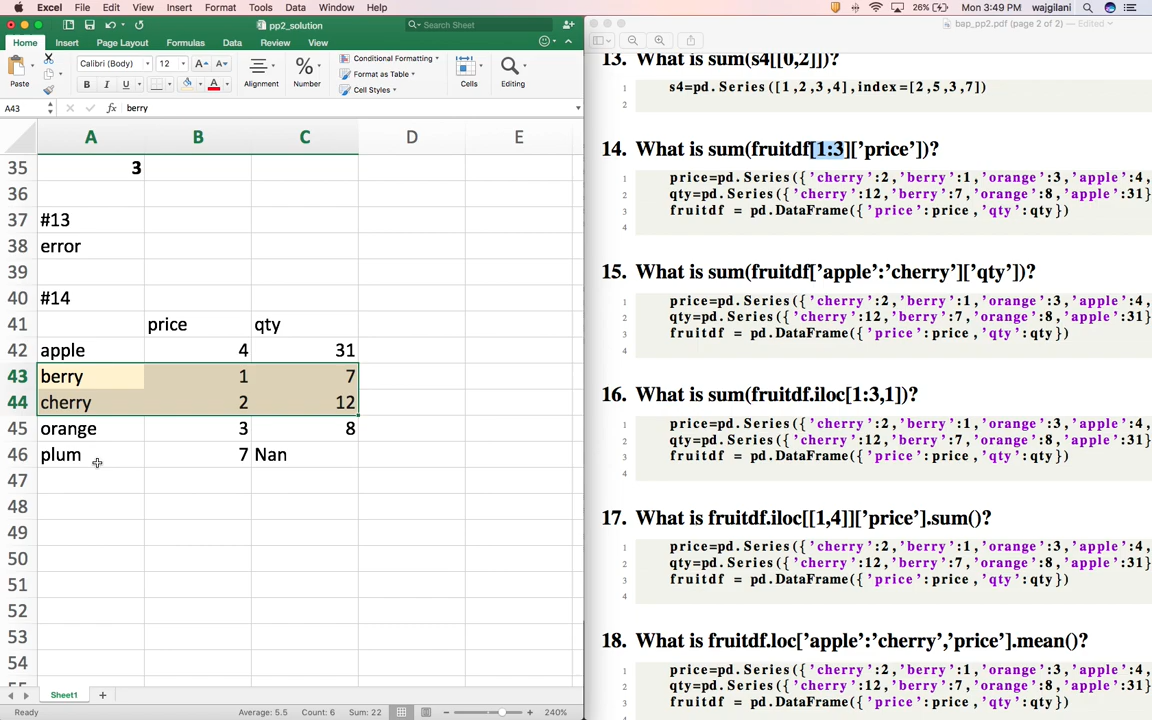 Excel File Edit View Insert Format Tools Data Window Help
26% Mon 3:49 PM wajgilani
pp2_solution
Search Sheet
bap_pp2.pdf (page 2 of 2) — Edited
Home Insert Page Layout Formulas Data Review View
Paste
Calibri (Body) 12
B I U
Alignment
Number
Conditional Formatting
Format as Table
Cell Styles
Cells
Editing
A43 fx berry
A B C D E
35 3
36
37 #13
38 error
39
40 #14
41 price qty
42 apple 4 31
43 berry 1 7
44 cherry 2 12
45 orange 3 8
46 plum 7 Nan
47
48
49
50
51
52
53
54
Sheet1
Ready Average: 5.5 Count: 6 Sum: 22 240%
13. What is sum(s4[[0,2]])?
1 s4=pd.Series([1,2,3,4],index=[2,5,3,7])
2
14. What is sum(fruitdf[1:3]['price'])?
1 price=pd.Series({'cherry':2,'berry':1,'orange':3,'apple':4,
2 qty=pd.Series({'cherry':12,'berry':7,'orange':8,'apple':31}
3 fruitdf = pd.DataFrame({'price':price,'qty':qty})
4
15. What is sum(fruitdf['apple':'cherry']['qty'])?
1 price=pd.Series({'cherry':2,'berry':1,'orange':3,'apple':4,
2 qty=pd.Series({'cherry':12,'berry':7,'orange':8,'apple':31}
3 fruitdf = pd.DataFrame({'price':price,'qty':qty})
4
16. What is sum(fruitdf.iloc[1:3,1])?
1 price=pd.Series({'cherry':2,'berry':1,'orange':3,'apple':4,
2 qty=pd.Series({'cherry':12,'berry':7,'orange':8,'apple':31}
3 fruitdf = pd.DataFrame({'price':price,'qty':qty})
4
17. What is fruitdf.iloc[[1,4]]['price'].sum()?
1 price=pd.Series({'cherry':2,'berry':1,'orange':3,'apple':4,
2 qty=pd.Series({'cherry':12,'berry':7,'orange':8,'apple':31}
3 fruitdf = pd.DataFrame({'price':price,'qty':qty})
4
18. What is fruitdf.loc['apple':'cherry','price'].mean()?
1 price=pd.Series({'cherry':2,'berry':1,'orange':3,'apple':4,
2 qty=pd.Series({'cherry':12,'berry':7,'orange':8,'apple':31}
3 fruitdf = pd.DataFrame({'price':price,'qty':qty})